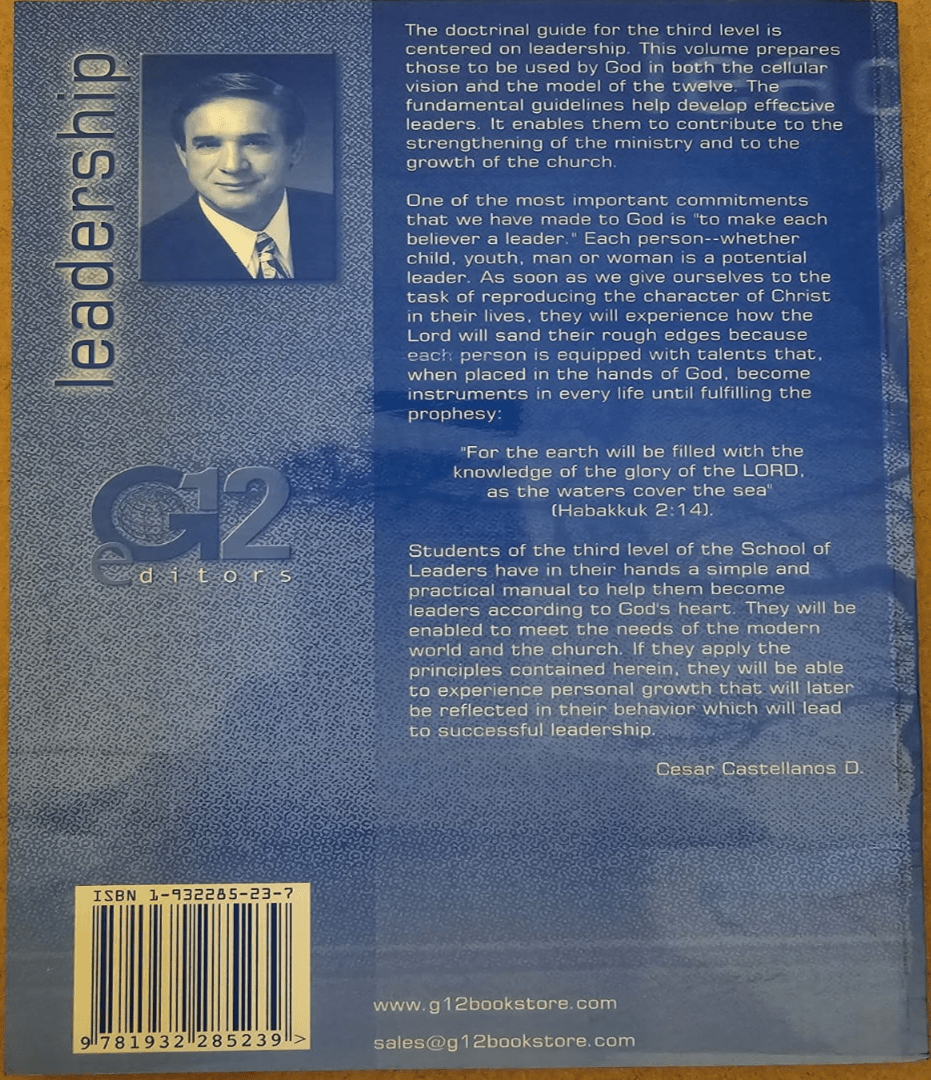 leadership
The doctrinal guide for the third level is
centered on leadership. This volume prepares
those to be used by God in both the cellular
vision and the model of the twelve. The
fundamental guidelines help develop effective
leaders. It enables them to contribute to the
strengthening of the ministry and to the
growth of the church.
One of the most important commitments
that we have made to God is "to make each
believer a leader." Each person--whether
child, youth, man or woman is a potential
leader. As soon as we give ourselves to the
task of reproducing the character of Christ
in their lives, they will experience how the
Lord will sand their rough edges because
each person is equipped with talents that,
when placed in the hands of God, become
instruments in every life until fulfilling the
prophesy:
"For the earth will be filled with the
knowledge of the glory of the LORD,
as the waters cover the sea"
(Habakkuk 2:14).
Students of the third level of the School of
Leaders have in their hands a simple and
practical manual to help them become
leaders according to God's heart. They will be
enabled to meet the needs of the modern
world and the church. If they apply the
principles contained herein, they will be able
to experience personal growth that will later
be reflected in their behavior which will lead
to successful leadership.
Cesar Castellanos D.
G12
editors
ISBN 1-932285-23-7
9 781932 285239 >
www.g12bookstore.com
sales@g12bookstore.com